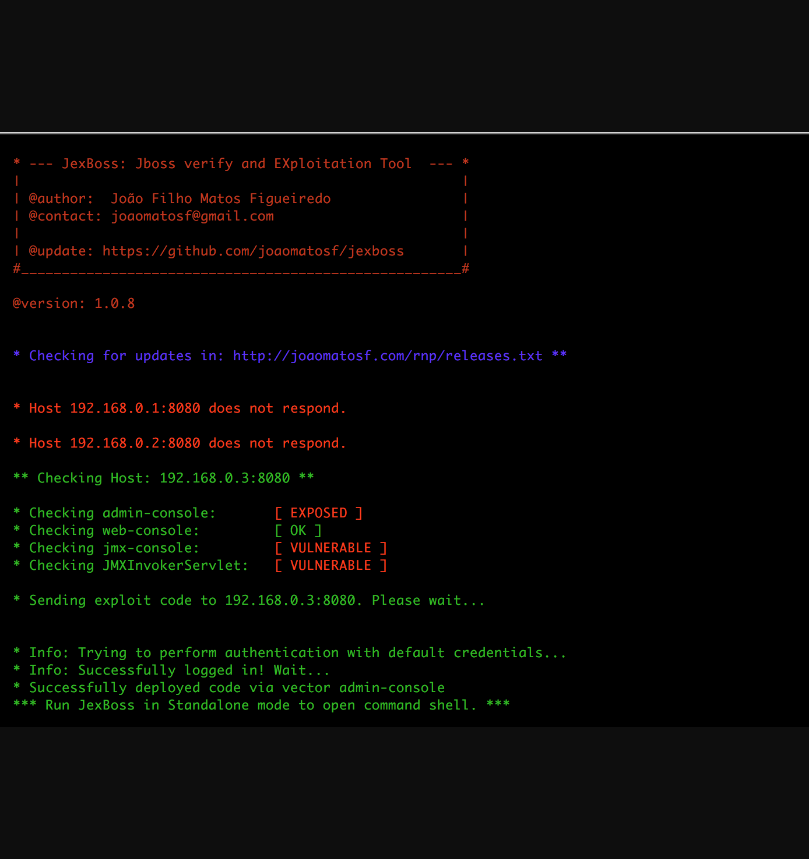 * --- JexBoss: Jboss verify and EXploitation Tool  --- *
|                                                      |
| @author:  João Filho Matos Figueiredo                |
| @contact: joaomatosf@gmail.com                       |
|                                                      |
| @update: https://github.com/joaomatosf/jexboss       |
#______________________________________________________#
@version: 1.0.8
* Checking for updates in: http://joaomatosf.com/rnp/releases.txt **
* Host 192.168.0.1:8080 does not respond.
* Host 192.168.0.2:8080 does not respond.
** Checking Host: 192.168.0.3:8080 **
* Checking admin-console:       [ EXPOSED ]
* Checking web-console:         [ OK ]
* Checking jmx-console:         [ VULNERABLE ]
* Checking JMXInvokerServlet:   [ VULNERABLE ]
* Sending exploit code to 192.168.0.3:8080. Please wait...
* Info: Trying to perform authentication with default credentials...
* Info: Successfully logged in! Wait...
* Successfully deployed code via vector admin-console
*** Run JexBoss in Standalone mode to open command shell. ***